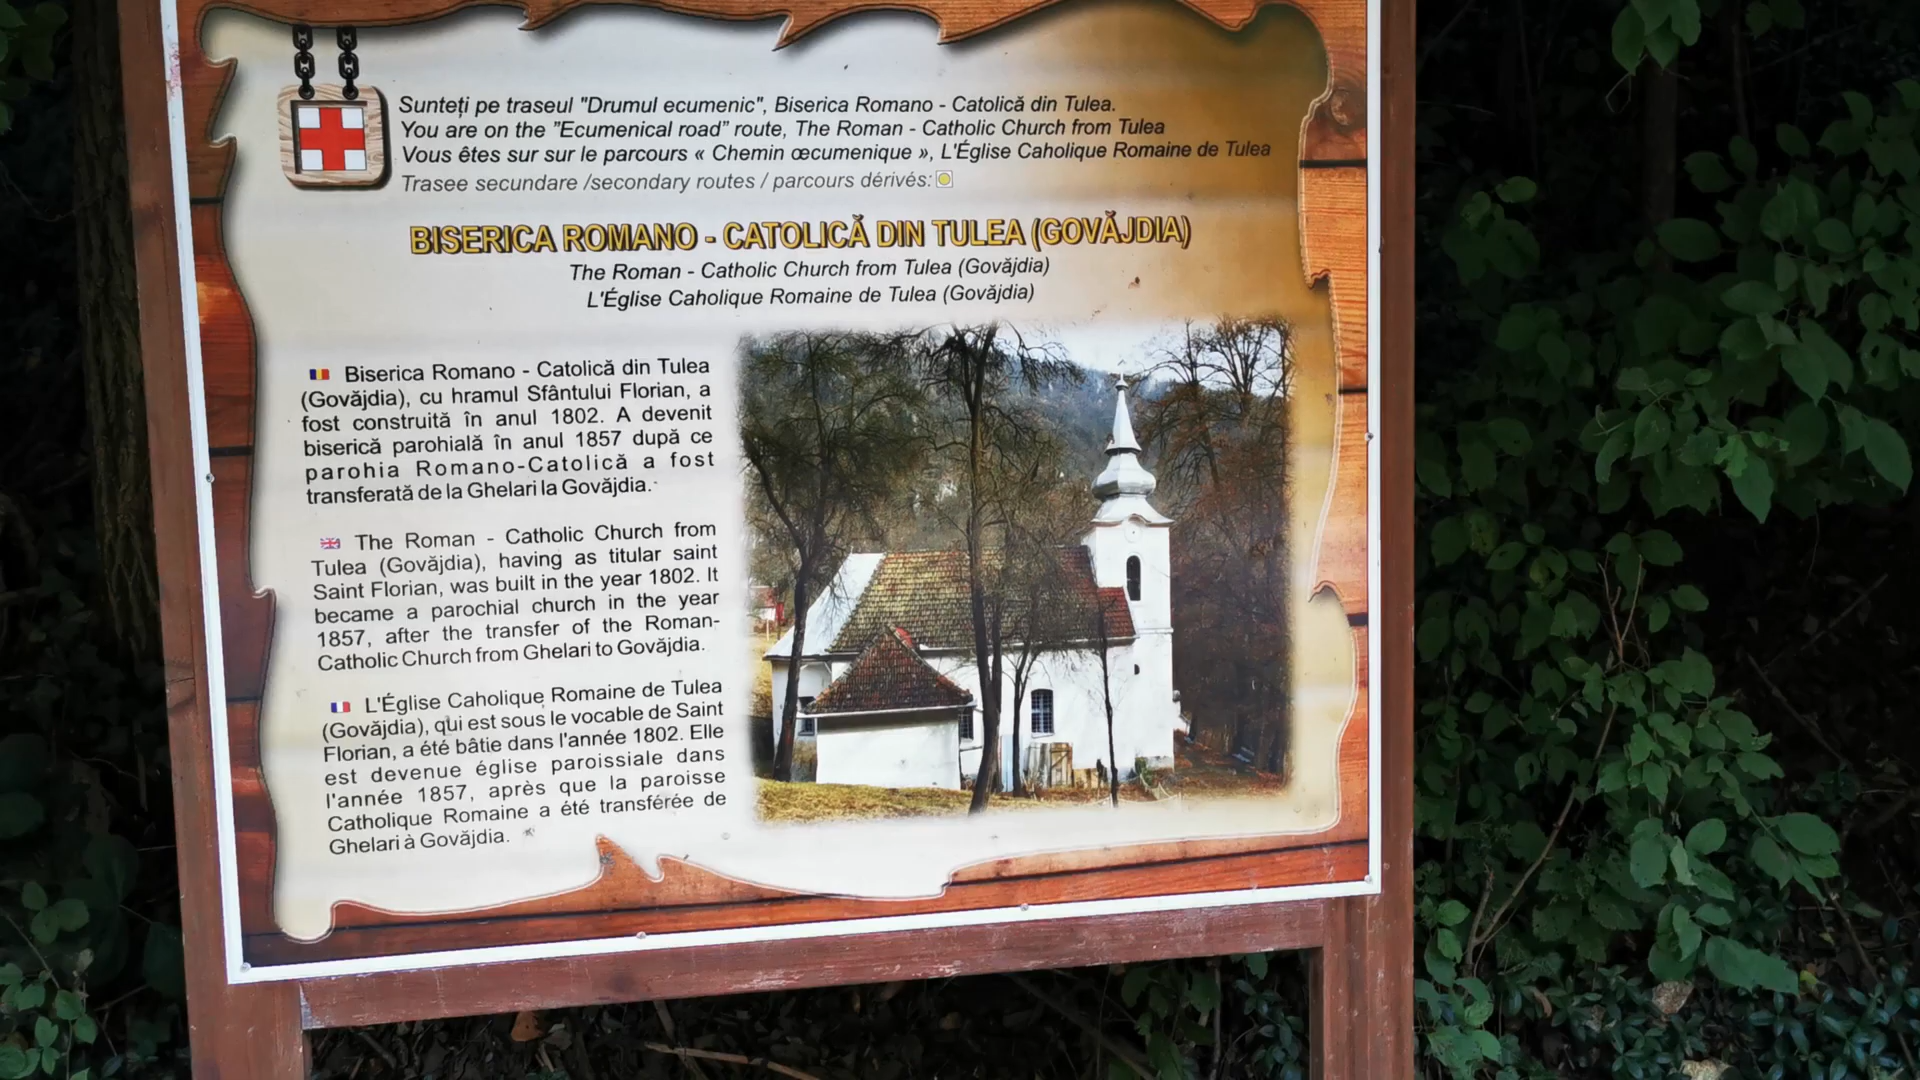 Sunteți pe traseul "Drumul ecumenic", Biserica Romano - Catolică din Tulea.
You are on the ”Ecumenical road” route, The Roman - Catholic Church from Tulea
Vous êtes sur sur le parcours « Chemin œcumenique », L'Église Caholique Romaine de Tulea
Trasee secundare /secondary routes / parcours dérivés:
BISERICA ROMANO - CATOLICĂ DIN TULEA (GOVĂJDIA)
The Roman - Catholic Church from Tulea (Govăjdia)
L'Église Caholique Romaine de Tulea (Govăjdia)
Biserica Romano - Catolică din Tulea
(Govăjdia), cu hramul Sfântului Florian, a
fost construită în anul 1802. A devenit
biserică parohială în anul 1857 după ce
parohia Romano-Catolică a fost
transferată de la Ghelari la Govăjdia.
The Roman - Catholic Church from
Tulea (Govăjdia), having as titular saint
Saint Florian, was built in the year 1802. It
became a parochial church in the year
1857, after the transfer of the Roman-
Catholic Church from Ghelari to Govăjdia.
L'Église Caholique Romaine de Tulea
(Govăjdia), qui est sous le vocable de Saint
Florian, a été bâtie dans l'année 1802. Elle
est devenue église paroissiale dans
l'année 1857, après que la paroisse
Catholique Romaine a été transférée de
Ghelari à Govăjdia.